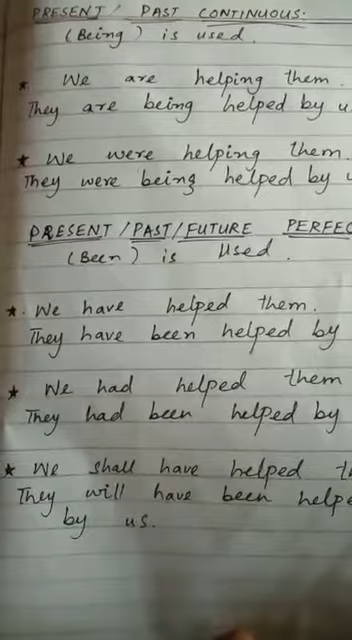 PRESENT / PAST CONTINUOUS.
(Being) is used.
* We are helping them.
They are being helped by
* We were helping them.
They were being helped by
PRESENT/PAST/FUTURE
(Been) is Used.
* We have helped them.
They have been helped by
* We had helped them
They had been helped by
* We shall have helped
They will have been
by us.